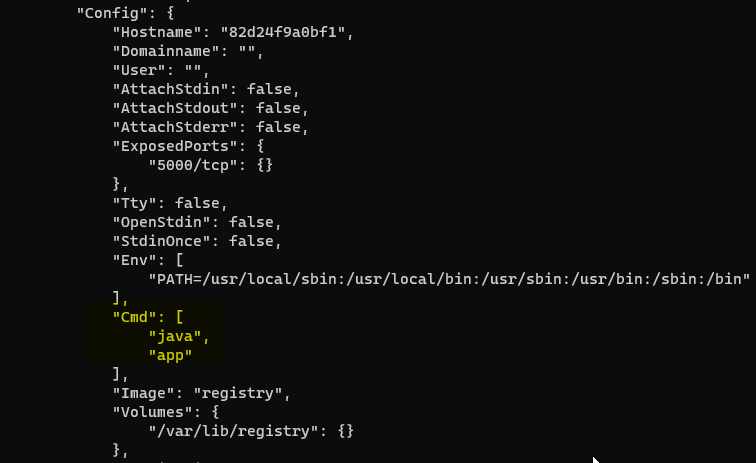 "Config": {
"Hostname": "82d24f9a0bf1",
"Domainname": "",
"User": "",
"AttachStdin": false,
"AttachStdout": false,
"AttachStderr": false,
"ExposedPorts": {
"5000/tcp": {}
},
"Tty": false,
"OpenStdin": false,
"StdinOnce": false,
"Env": [
"PATH=/usr/local/sbin:/usr/local/bin:/usr/sbin:/usr/bin:/sbin:/bin"
],
"Cmd": [
"java",
"app"
],
"Image": "registry",
"Volumes": {
"/var/lib/registry": {}
},